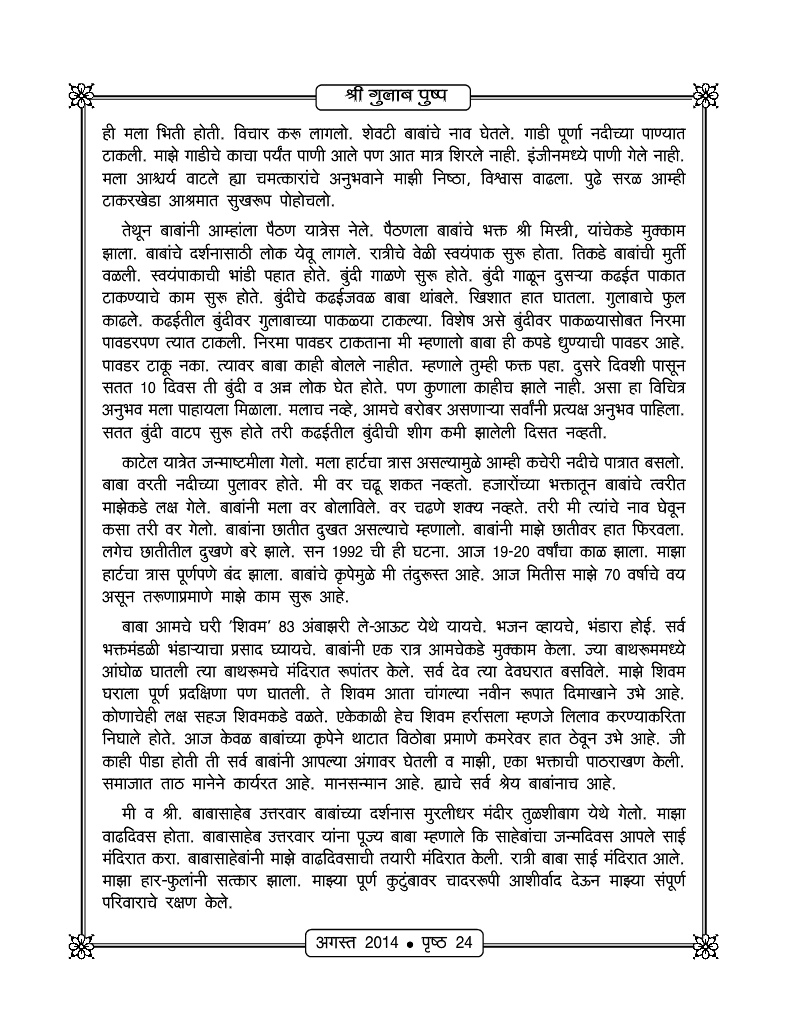 श्री गुलाब पुष्प
ही मला भिती होती. विचार करू लागलो. शेवटी बाबांचे नाव घेतले. गाडी पूर्णा नदीच्या पाण्यात
टाकली. माझे गाडीचे काचा पर्यंत पाणी आले पण आत मात्र शिरले नाही. इंजीनमध्ये पाणी गेले नाही.
मला आश्चर्य वाटले ह्या चमत्कारांचे अनुभवाने माझी निष्ठा, विश्वास वाढला. पुढे सरळ आम्ही
टाकरखेडा आश्रमात सुखरूप पोहोचलो.
तेथून बाबांनी आम्हांला पैठण यात्रेस नेले. पैठणला बाबांचे भक्त श्री मिस्त्री, यांचेकडे मुक्काम
झाला. बाबांचे दर्शनासाठी लोक येवू लागले. रात्रीचे वेळी स्वयंपाक सुरू होता. तिकडे बाबांची मुर्ती
वळली. स्वयंपाकाची भांडी पहात होते. बुंदी गाळणे सुरू होते. बुंदी गाळून दुसऱ्या कढईत पाकात
टाकण्याचे काम सुरू होते. बुंदीचे कढईजवळ बाबा थांबले. खिशात हात घातला. गुलाबाचे फुल
काढले. कढईतील बुंदीवर गुलाबाच्या पाकळ्या टाकल्या. विशेष असे बुंदीवर पाकळ्यासोबत निरमा
पावडरपण त्यात टाकली. निरमा पावडर टाकताना मी म्हणालो बाबा ही कपडे धुण्याची पावडर आहे.
पावडर टाकू नका. त्यावर बाबा काही बोलले नाहीत. म्हणाले तुम्ही फक्त पहा. दुसरे दिवशी पासून
सतत 10 दिवस ती बुंदी व अन्न लोक घेत होते. पण कुणाला काहीच झाले नाही. असा हा विचित्र
अनुभव मला पाहायला मिळाला. मलाच नव्हे, आमचे बरोबर असणाऱ्या सर्वांनी प्रत्यक्ष अनुभव पाहिला.
सतत बुंदी वाटप सुरू होते तरी कढईतील बुंदीची शीग कमी झालेली दिसत नव्हती.
काटेल यात्रेत जन्माष्टमीला गेलो. मला हार्टचा त्रास असल्यामुळे आम्ही कचेरी नदीचे पात्रात बसलो.
बाबा वरती नदीच्या पुलावर होते. मी वर चढू शकत नव्हतो. हजारोंच्या भक्तातून बाबांचे त्वरीत
माझेकडे लक्ष गेले. बाबांनी मला वर बोलाविले. वर चढणे शक्य नव्हते. तरी मी त्यांचे नाव घेवून
कसा तरी वर गेलो. बाबांना छातीत दुखत असल्याचे म्हणालो. बाबांनी माझे छातीवर हात फिरवला.
लगेच छातीतील दुखणे बरे झाले. सन 1992 ची ही घटना. आज 19-20 वर्षांचा काळ झाला. माझा
हार्टचा त्रास पूर्णपणे बंद झाला. बाबांचे कृपेमुळे मी तंदुरूस्त आहे. आज मितीस माझे 70 वर्षाचे वय
असून तरूणाप्रमाणे माझे काम सुरू आहे.
बाबा आमचे घरी 'शिवम' 83 अंबाझरी ले-आऊट येथे यायचे. भजन व्हायचे, भंडारा होई. सर्व
भक्तमंडळी भंडाऱ्याचा प्रसाद घ्यायचे. बाबांनी एक रात्र आमचेकडे मुक्काम केला. ज्या बाथरूममध्ये
आंघोळ घातली त्या बाथरूमचे मंदिरात रूपांतर केले. सर्व देव त्या देवघरात बसविले. माझे शिवम
घराला पूर्ण प्रदक्षिणा पण घातली. ते शिवम आता चांगल्या नवीन रूपात दिमाखाने उभे आहे.
कोणाचेही लक्ष सहज शिवमकडे वळते. एकेकाळी हेच शिवम हर्रासला म्हणजे लिलाव करण्याकरिता
निघाले होते. आज केवळ बाबांच्या कृपेने थाटात विठोबा प्रमाणे कमरेवर हात ठेवून उभे आहे. जी
काही पीडा होती ती सर्व बाबांनी आपल्या अंगावर घेतली व माझी, एका भक्ताची पाठराखण केली.
समाजात ताठ मानेने कार्यरत आहे. मानसन्मान आहे. ह्याचे सर्व श्रेय बाबांनाच आहे.
मी व श्री. बाबासाहेब उत्तरवार बाबांच्या दर्शनास मुरलीधर मंदीर तुळशीबाग येथे गेलो. माझा
वाढदिवस होता. बाबासाहेब उत्तरवार यांना पूज्य बाबा म्हणाले कि साहेबांचा जन्मदिवस आपले साई
मंदिरात करा. बाबासाहेबांनी माझे वाढदिवसाची तयारी मंदिरात केली. रात्री बाबा साई मंदिरात आले.
माझा हार-फुलांनी सत्कार झाला. माझ्या पूर्ण कुटुंबावर चादररूपी आशीर्वाद देऊन माझ्या संपूर्ण
परिवाराचे रक्षण केले.
अगस्त 2014 ● पृष्ठ 24